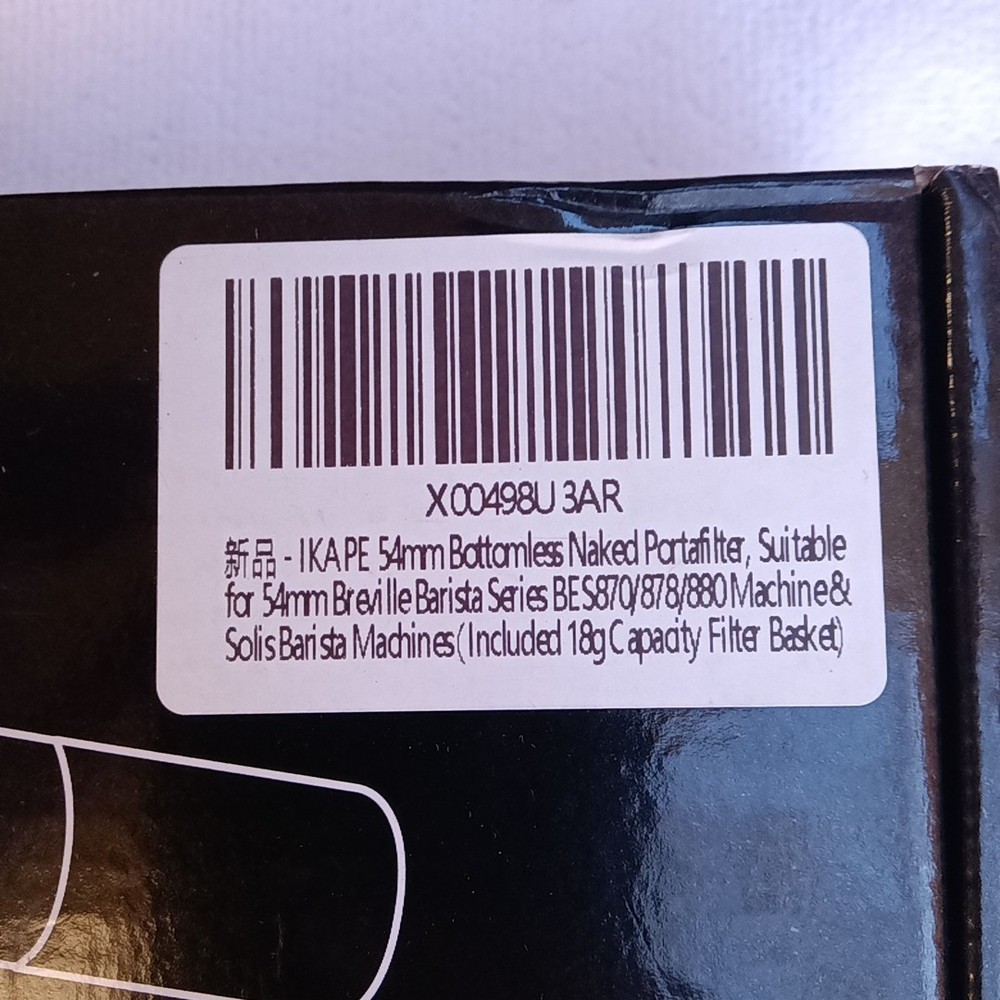 X00498U3AR
新品 - IKAPE 54mm Bottomless Naked Portafilter, Suitable
for 54mm Breville Barista Series BES870/878/880 Machine&
Solis Barista Machines(Included 18g Capacity Filter Basket)